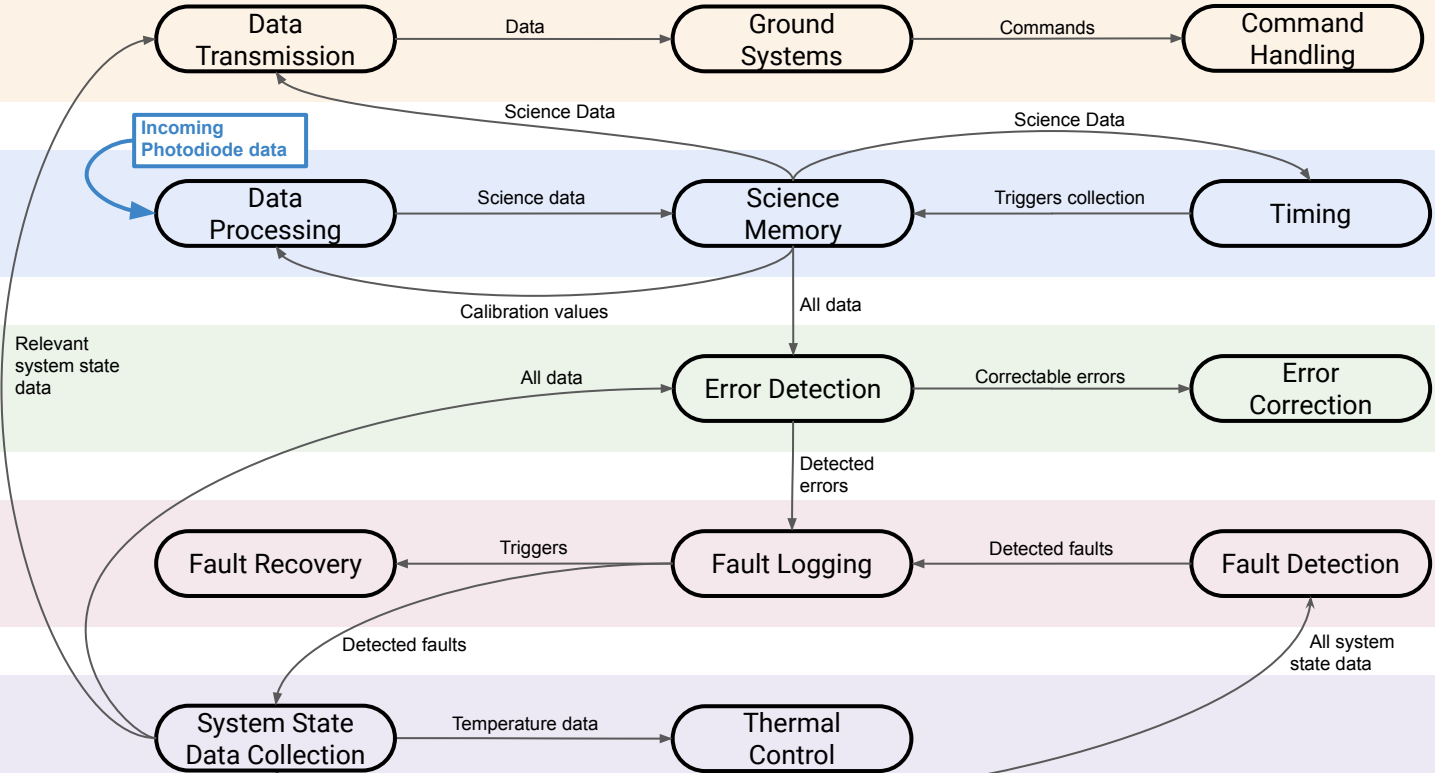 Data
Transmission
Data
Ground
Systems
Commands
Command
Handling
Science Data
Science Data
Incoming
Photodiode data
Data
Processing
Science data
Science
Memory
Triggers collection
Timing
Calibration values
All data
Relevant
system state
data
All data
Error Detection
Correctable errors
Error
Correction
Detected
errors
Fault Recovery
Triggers
Fault Logging
Detected faults
Fault Detection
Detected faults
All system
state data
System State
Data Collection
Temperature data
Thermal
Control